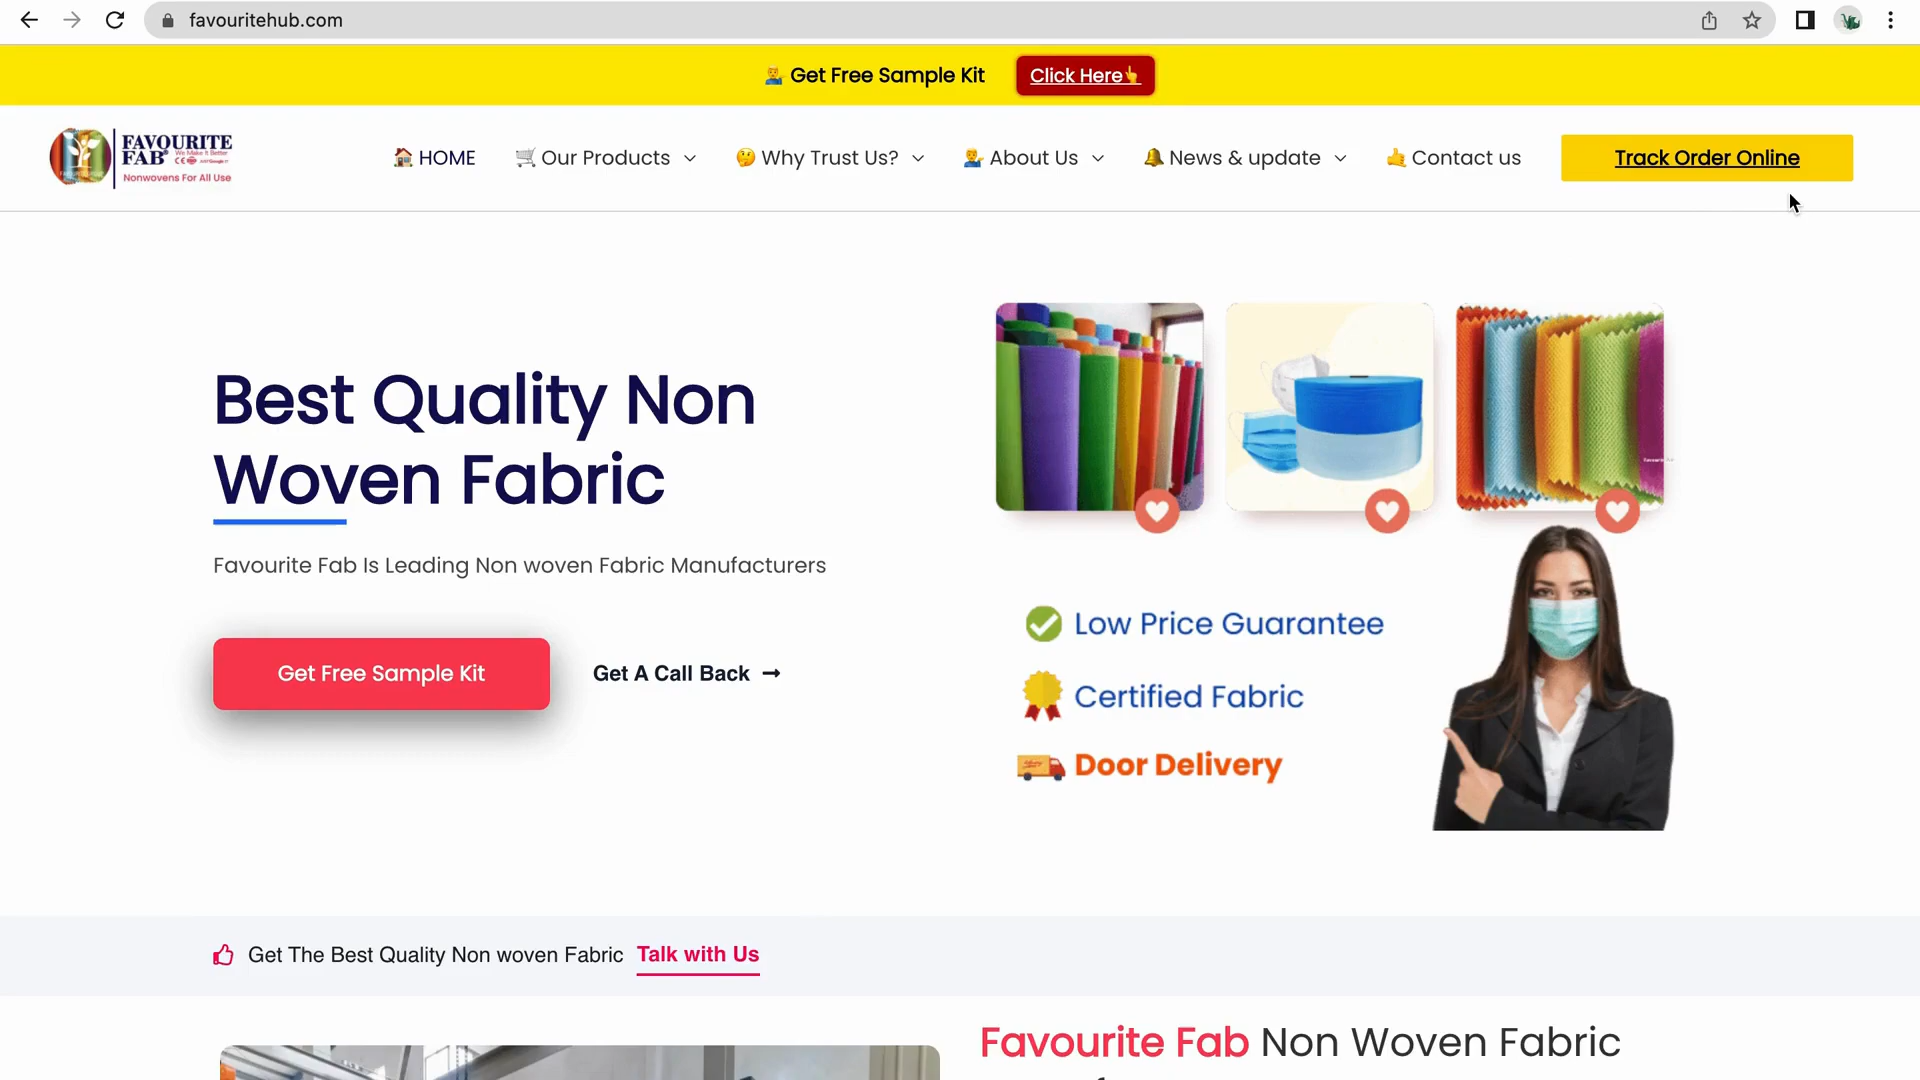 favouritehub.com
Get Free Sample Kit
Click Here
FAVOURITE
FAB
We Make It Better
Nonwovens For All Use
HOME
Our Products
Why Trust Us?
About Us
News & update
Contact us
Track Order Online
Best Quality Non
Woven Fabric
Favourite Fab Is Leading Non woven Fabric Manufacturers
Get Free Sample Kit
Get A Call Back →
Low Price Guarantee
Certified Fabric
Door Delivery
Get The Best Quality Non woven Fabric Talk with Us
Favourite Fab Non Woven Fabric